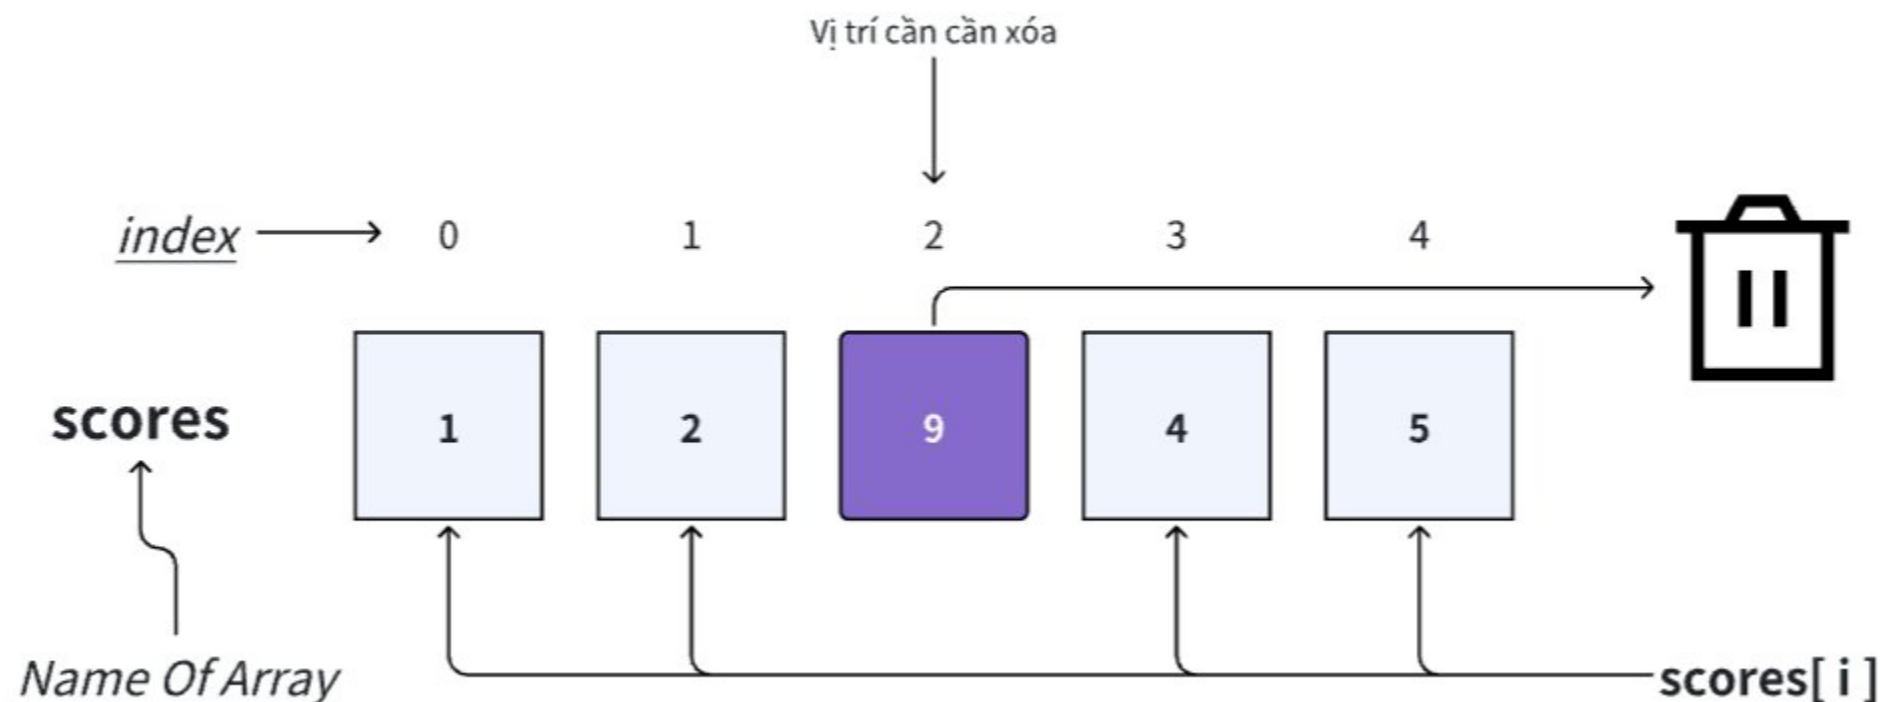 Vị trí cần cần xóa
index 0 1 2 3 4
scores 1 2 9 4 5
Name Of Array
scores[ i ]